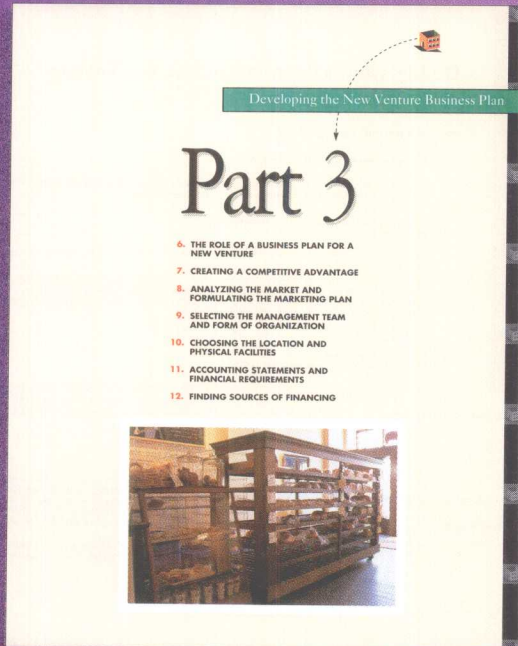 Developing the New Venture Business Plan
Part 3
6. THE ROLE OF A BUSINESS PLAN FOR A
NEW VENTURE
7. CREATING A COMPETITIVE ADVANTAGE
8. ANALYZING THE MARKET AND
FORMULATING THE MARKETING PLAN
9. SELECTING THE MANAGEMENT TEAM
AND FORM OF ORGANIZATION
10. CHOOSING THE LOCATION AND
PHYSICAL FACILITIES
11. ACCOUNTING STATEMENTS AND
FINANCIAL REQUIREMENTS
12. FINDING SOURCES OF FINANCING